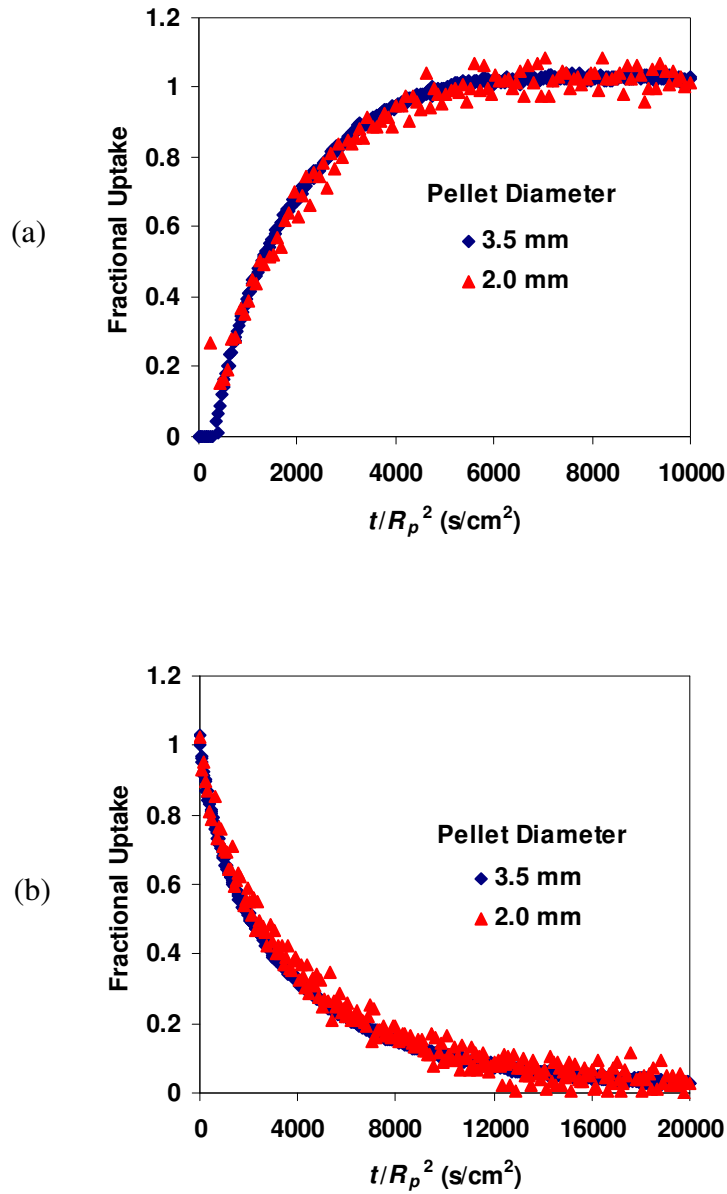 (a)
Fractional Uptake
1.2
1
0.8
0.6
0.4
0.2
0
Pellet Diameter
3.5 mm
2.0 mm
0 2000 4000 6000 8000 10000
t/Rp² (s/cm²)
(b)
Fractional Uptake
1.2
1
0.8
0.6
0.4
0.2
0
Pellet Diameter
3.5 mm
2.0 mm
0 4000 8000 12000 16000 20000
t/Rp² (s/cm²)